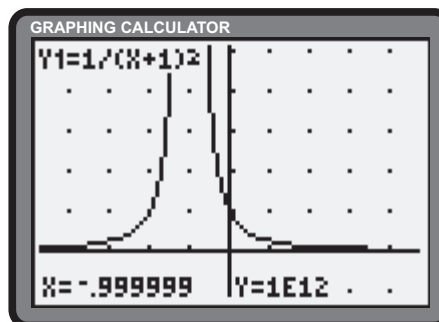 GRAPHING CALCULATOR
Y1=1/(X+1)²
X=-.999999 Y=1E12